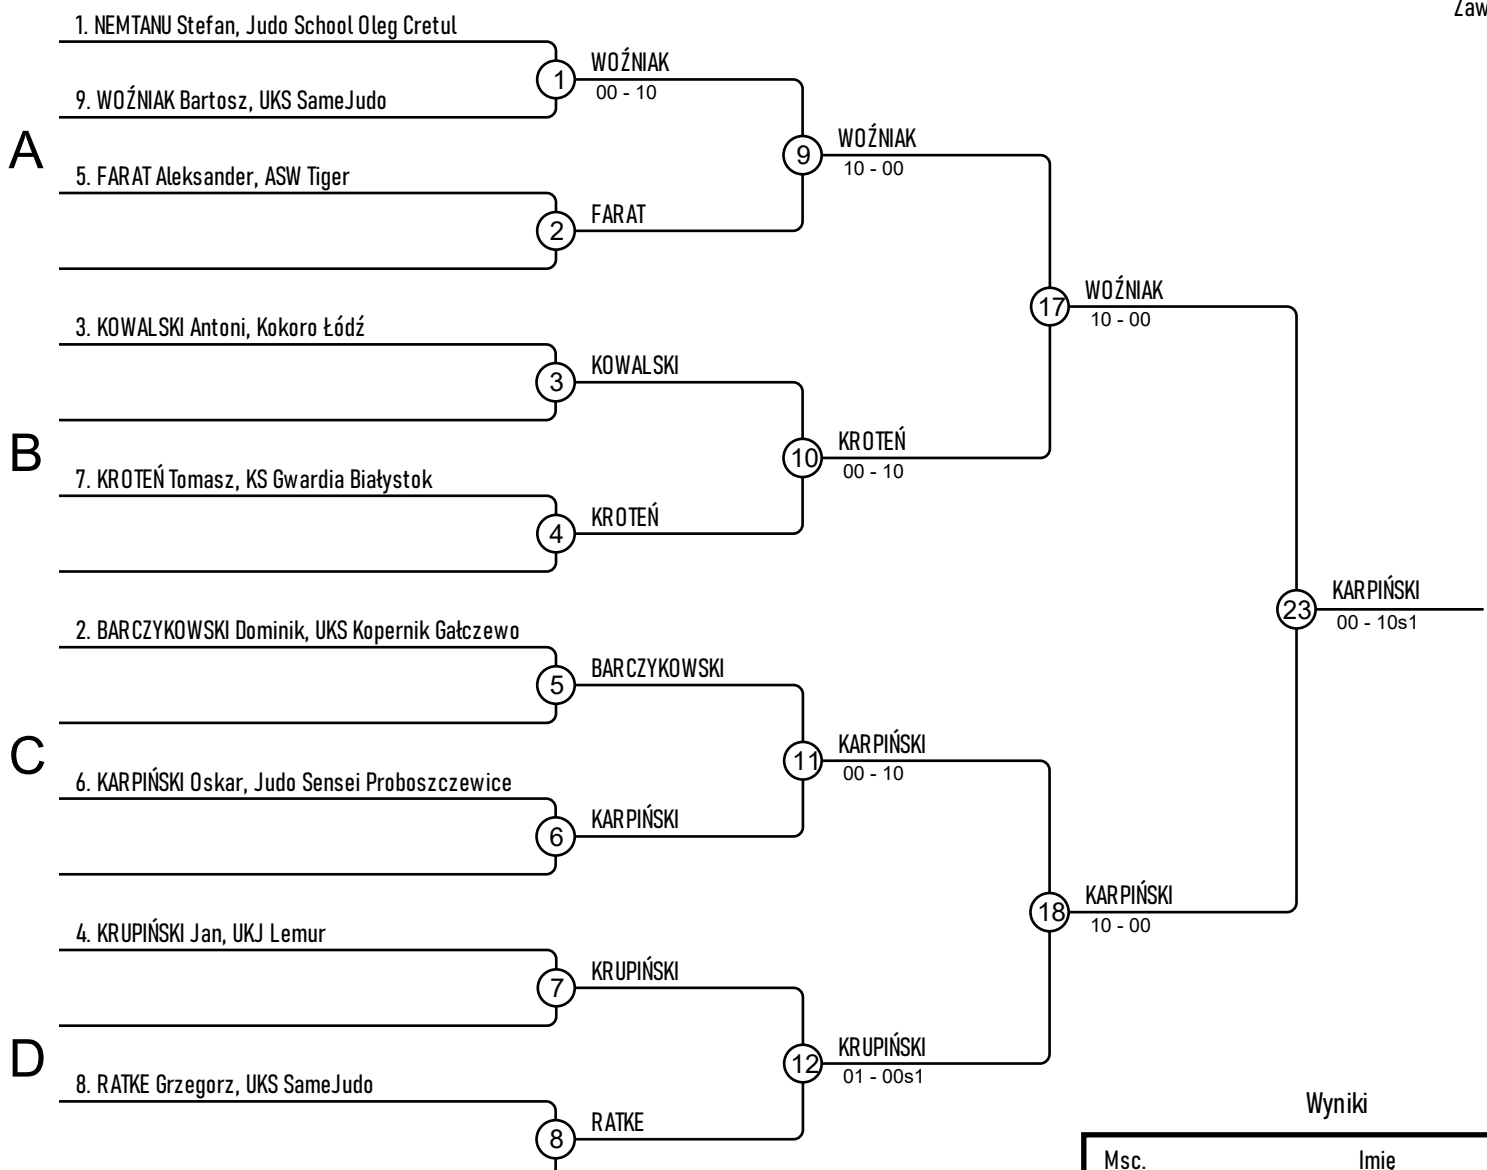 Zaw
1. NEMTANU Stefan, Judo School Oleg Cretul
1
WOŹNIAK
00 - 10
9. WOŹNIAK Bartosz, UKS SameJudo
A
9
WOŹNIAK
10 - 00
5. FARAT Aleksander, ASW Tiger
2
FARAT
17
WOŹNIAK
10 - 00
3. KOWALSKI Antoni, Kokoro Łódź
3
KOWALSKI
B
10
KROTEŃ
00 - 10
7. KROTEŃ Tomasz, KS Gwardia Białystok
4
KROTEŃ
23
KARPIŃSKI
00 - 10s1
2. BARCZYKOWSKI Dominik, UKS Kopernik Gałczewo
5
BARCZYKOWSKI
C
11
KARPIŃSKI
00 - 10
6. KARPIŃSKI Oskar, Judo Sensei Proboszczewice
6
KARPIŃSKI
18
KARPIŃSKI
10 - 00
4. KRUPIŃSKI Jan, UKJ Lemur
7
KRUPIŃSKI
D
12
KRUPIŃSKI
01 - 00s1
8. RATKE Grzegorz, UKS SameJudo
8
RATKE
Wyniki
Msc. Imię